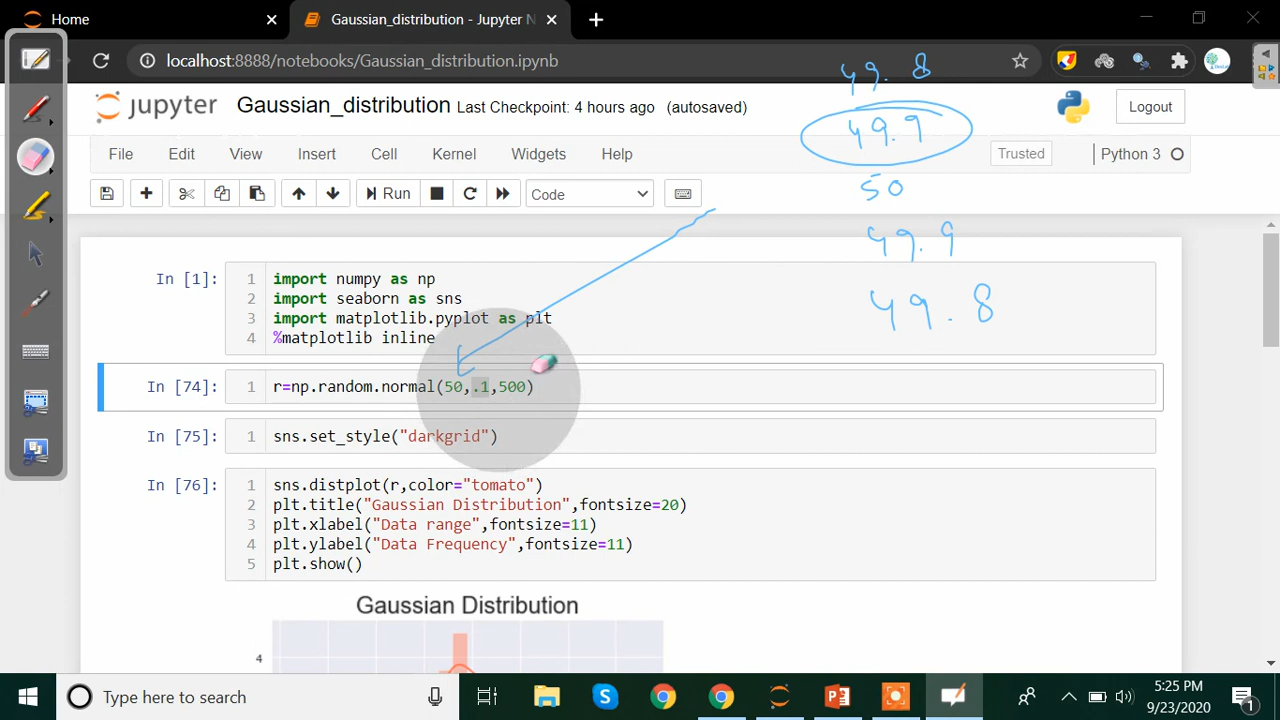 Home
Gaussian_distribution - Jupyter N
localhost:8888/notebooks/Gaussian_distribution.ipynb
jupyter
Gaussian_distribution Last Checkpoint: 4 hours ago (autosaved)
Logout
File Edit View Insert Cell Kernel Widgets Help
Trusted
Python 3
Run
Code
49.8
49.9
50
49.9
49.8
In [1]:
1 import numpy as np
2 import seaborn as sns
3 import matplotlib.pyplot as plt
4 %matplotlib inline
In [74]:
1 r=np.random.normal(50,.1,500)
In [75]:
1 sns.set_style("darkgrid")
In [76]:
1 sns.distplot(r,color="tomato")
2 plt.title("Gaussian Distribution",fontsize=20)
3 plt.xlabel("Data range",fontsize=11)
4 plt.ylabel("Data Frequency",fontsize=11)
5 plt.show()
Gaussian Distribution
4
Type here to search
5:25 PM
9/23/2020
1